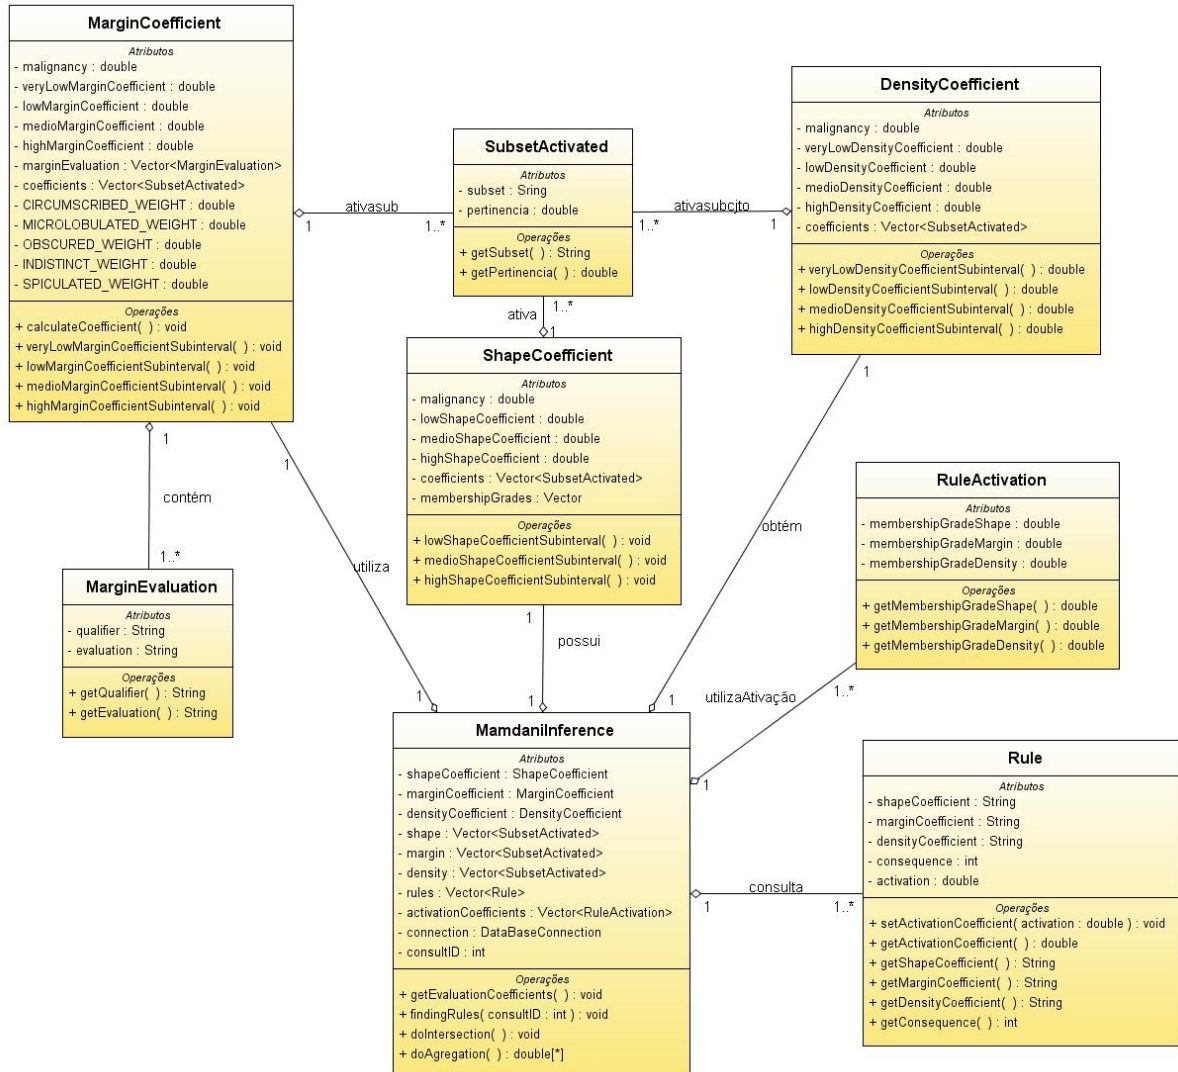 MarginCoefficient
Atributos
- malignancy : double
- veryLowMarginCoefficient : double
- lowMarginCoefficient : double
- medioMarginCoefficient : double
- highMarginCoefficient : double
- marginEvaluation : Vector<MarginEvaluation>
- coefficients : Vector<SubsetActivated>
- CIRCUMSCRIBED_WEIGHT : double
- MICROLOBULATED_WEIGHT : double
- OBSCURED_WEIGHT : double
- INDISTINCT_WEIGHT : double
- SPICULATED_WEIGHT : double
Operações
+ calculateCoefficient( ) : void
+ veryLowMarginCoefficientSubinterval( ) : void
+ lowMarginCoefficientSubinterval( ) : void
+ medioMarginCoefficientSubinterval( ) : void
+ highMarginCoefficientSubinterval( ) : void
ativasub
1
1..*
SubsetActivated
Atributos
- subset : Sring
- pertinencia : double
Operações
+ getSubset( ) : String
+ getPertinencia( ) : double
ativasubcjto
1..*
1
DensityCoefficient
Atributos
- malignancy : double
- veryLowDensityCoefficient : double
- lowDensityCoefficient : double
- medioDensityCoefficient : double
- highDensityCoefficient : double
- coefficients : Vector<SubsetActivated>
Operações
+ veryLowDensityCoefficientSubinterval( ) : double
+ lowDensityCoefficientSubinterval( ) : double
+ medioDensityCoefficientSubinterval( ) : double
+ highDensityCoefficientSubinterval( ) : double
1..*
ativa
1
ShapeCoefficient
Atributos
- malignancy : double
- lowShapeCoefficient : double
- medioShapeCoefficient : double
- highShapeCoefficient : double
- coefficients : Vector<SubsetActivated>
- membershipGrades : Vector
Operações
+ lowShapeCoefficientSubinterval( ) : void
+ medioShapeCoefficientSubinterval( ) : void
+ highShapeCoefficientSubinterval( ) : void
1
contém
1..*
MarginEvaluation
Atributos
- qualifier : String
- evaluation : String
Operações
+ getQualifier( ) : String
+ getEvaluation( ) : String
1
utiliza
1
1
possui
1
1
obtém
1
RuleActivation
Atributos
- membershipGradeShape : double
- membershipGradeMargin : double
- membershipGradeDensity : double
Operações
+ getMembershipGradeShape( ) : double
+ getMembershipGradeMargin( ) : double
+ getMembershipGradeDensity( ) : double
1..*
utilizaAtivação
1
MamdaniInference
Atributos
- shapeCoefficient : ShapeCoefficient
- marginCoefficient : MarginCoefficient
- densityCoefficient : DensityCoefficient
- shape : Vector<SubsetActivated>
- margin : Vector<SubsetActivated>
- density : Vector<SubsetActivated>
- rules : Vector<Rule>
- activationCoefficients : Vector<RuleActivation>
- connection : DataBaseConnection
- consultID : int
Operações
+ getEvaluationCoefficients( ) : void
+ findingRules( consultID : int ) : void
+ doIntersection( ) : void
+ doAgregation( ) : double[*]
consulta
1
1..*
Rule
Atributos
- shapeCoefficient : String
- marginCoefficient : String
- densityCoefficient : String
- consequence : int
- activation : double
Operações
+ setActivationCoefficient( activation : double ) : void
+ getActivationCoefficient( ) : double
+ getShapeCoefficient( ) : String
+ getMarginCoefficient( ) : String
+ getDensityCoefficient( ) : String
+ getConsequence( ) : int